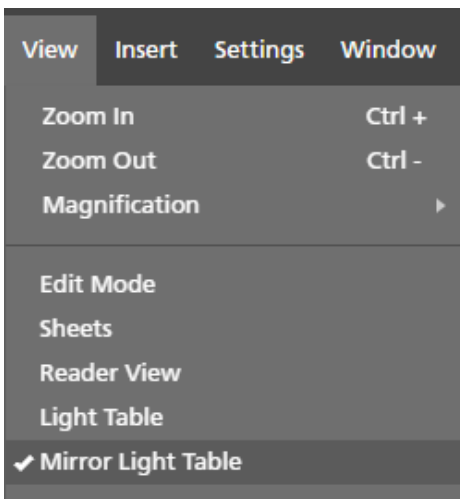 View Insert Settings Window
Zoom In Ctrl +
Zoom Out Ctrl -
Magnification
Edit Mode
Sheets
Reader View
Light Table
Mirror Light Table